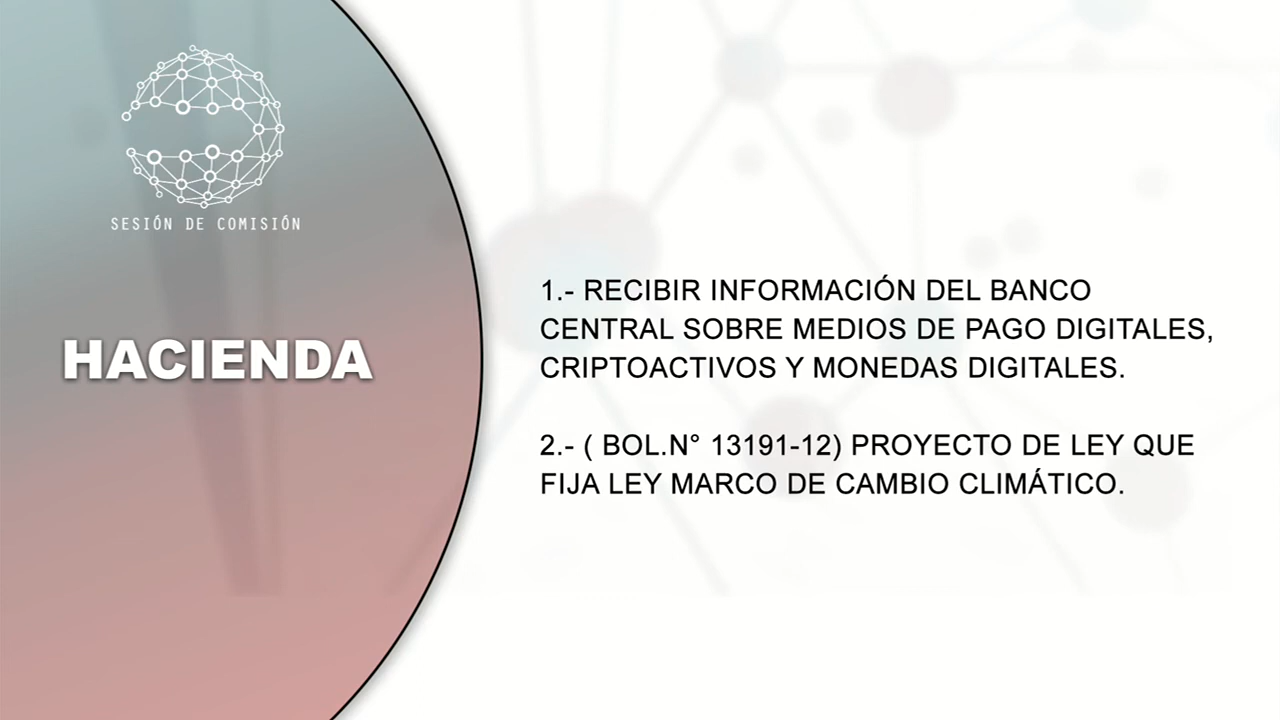 SESIÓN DE COMISIÓN
HACIENDA
1.- RECIBIR INFORMACIÓN DEL BANCO
CENTRAL SOBRE MEDIOS DE PAGO DIGITALES,
CRIPTOACTIVOS Y MONEDAS DIGITALES.
2.- ( BOL.N° 13191-12) PROYECTO DE LEY QUE
FIJA LEY MARCO DE CAMBIO CLIMÁTICO.